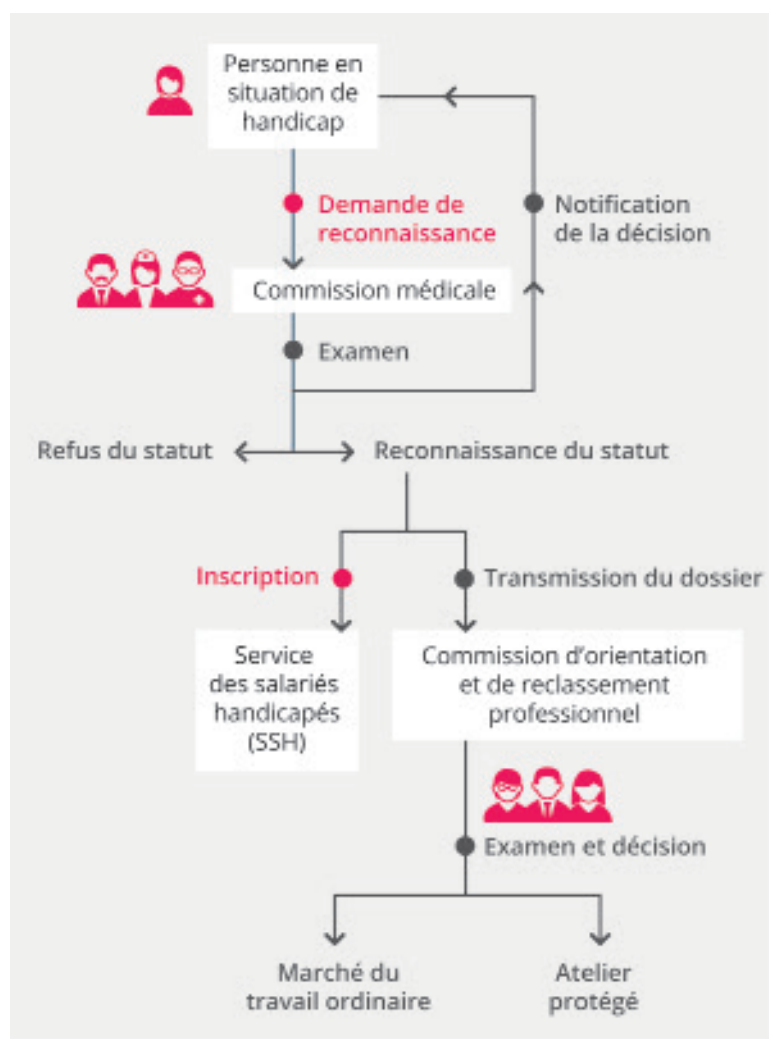 Personne en
situation de
handicap
Demande de
reconnaissance
Notification
de la décision
Commission médicale
Examen
Refus du statut
Reconnaissance du statut
Inscription
Transmission du dossier
Service
des salariés
handicapés
(SSH)
Commission d'orientation
et de reclassement
professionnel
Examen et décision
Marché du
travail ordinaire
Atelier
protégé